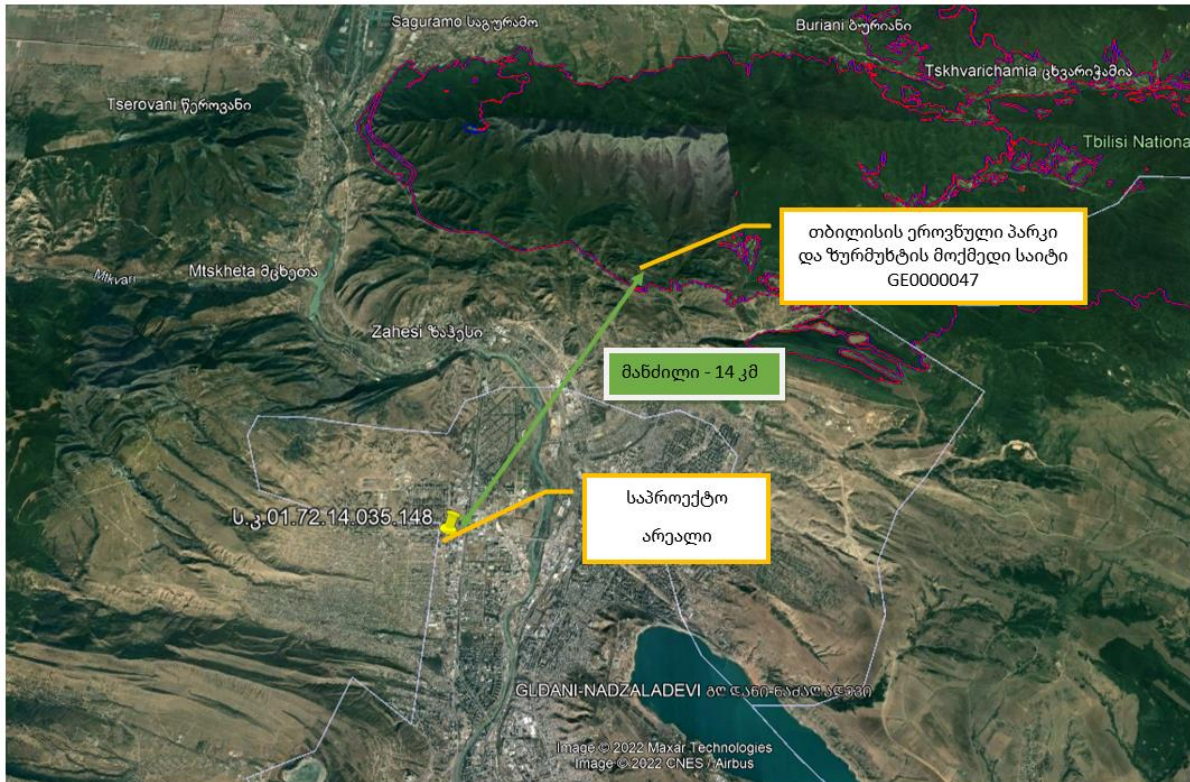 Saguramo საგურამო
Buriani ბურიანი
Tskhvarichamia ცხვარიჭამია
Tserovani წეროვანი
Tbilisi Nationa
თბილისის ეროვნული პარკი
და ზურმუხტის მოქმედი საიტი
GE0000047
Mtskheta მცხეთა
Mtkvari
Zahesi ზაჰესი
მანძილი - 14 კმ
საპროექტო
არეალი
ს.კ.01.72.14.035.148
GLDANI-NADZALADEVI გლდანი-ნაძალადევი
Image © 2022 Maxar Technologies
Image © 2022 CNES / Airbus